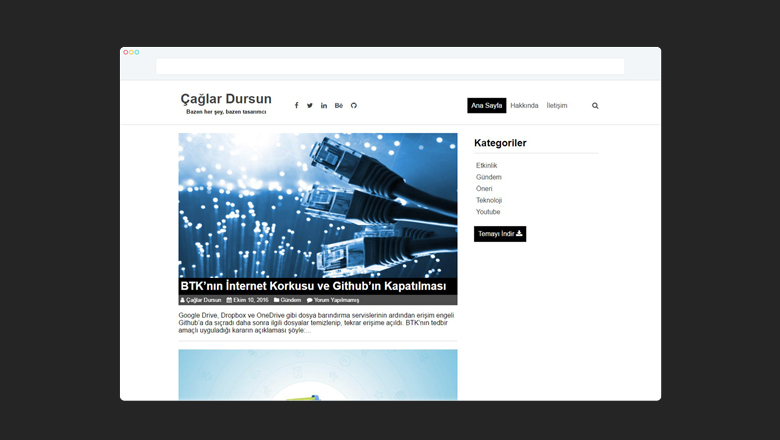 Çağlar Dursun
Bazen her şey, bazen tasarımcı
Bē
Ana Sayfa
Hakkında
İletişim
BTK'nın İnternet Korkusu ve Github'ın Kapatılması
Çağlar Dursun Ekim 10, 2016 Gündem Yorum Yapılmamış
Google Drive, Dropbox ve OneDrive gibi dosya barındırma servislerinin ardından erişim engeli
Github'a da sıçradı daha sonra ilgili dosyalar temizlenip, tekrar erişime açıldı. BTK'nın tedbir
amaçlı uyguladığı kararın açıklaması şöyle:...
Kategoriler
Etkinlik
Gündem
Öneri
Teknoloji
Youtube
Temayı İndir